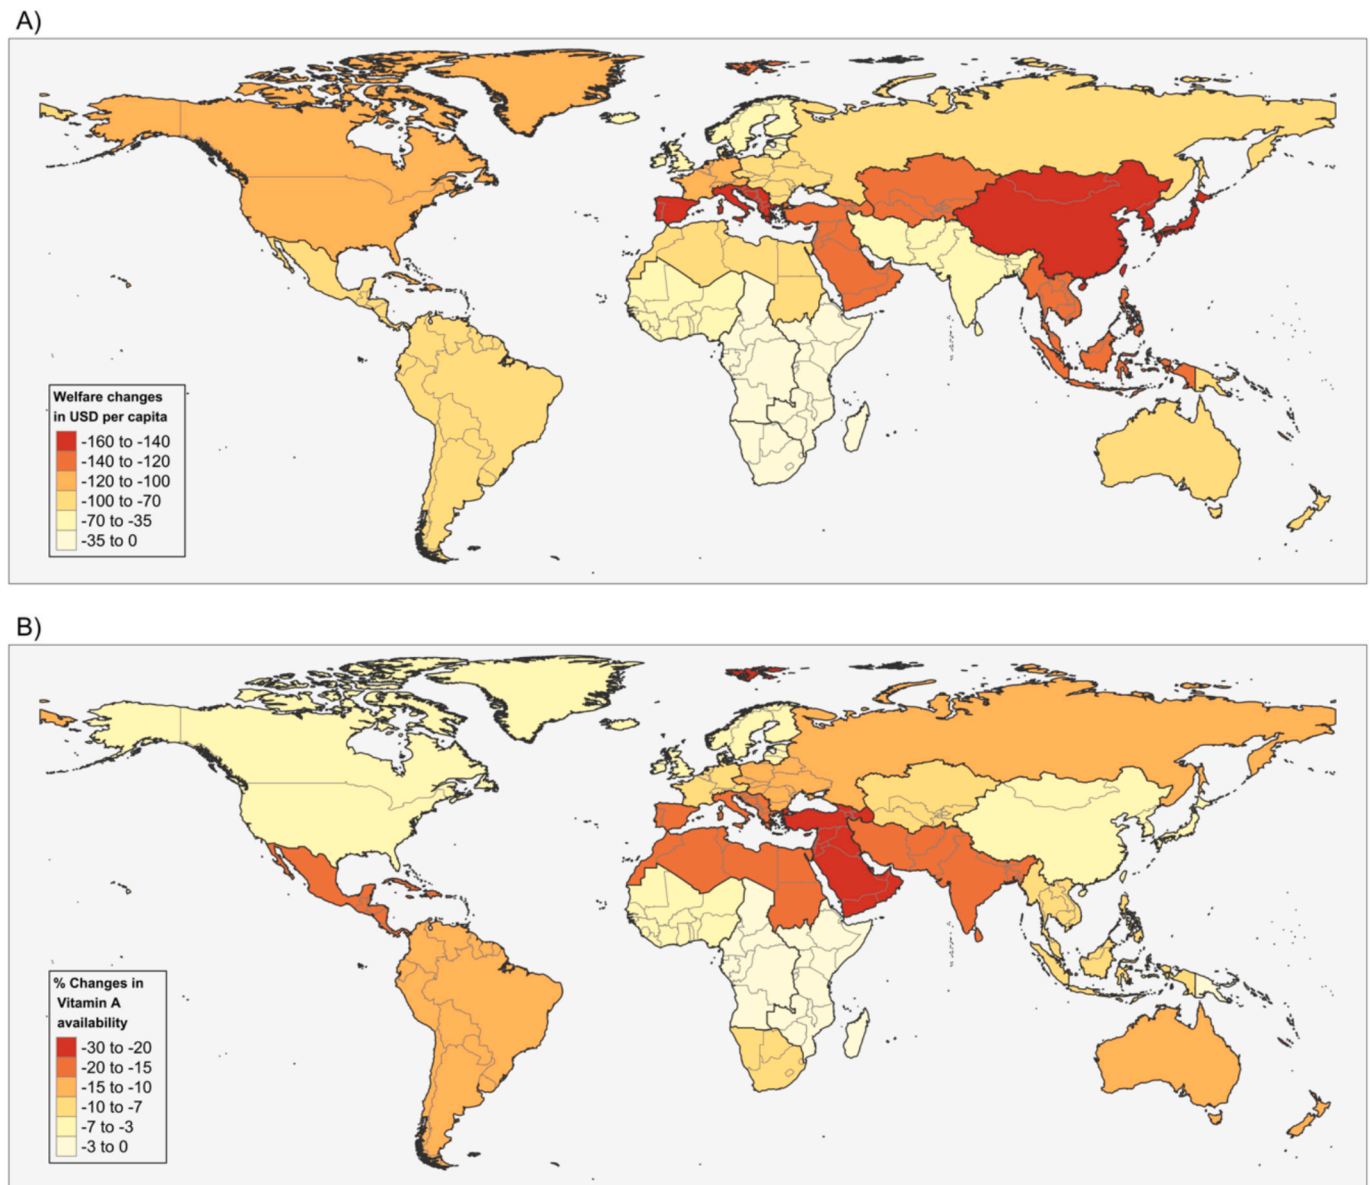 A)
Welfare changes
in USD per capita
-160 to -140
-140 to -120
-120 to -100
-100 to -70
-70 to -35
-35 to 0
B)
% Changes in
Vitamin A
availability
-30 to -20
-20 to -15
-15 to -10
-10 to -7
-7 to -3
-3 to 0